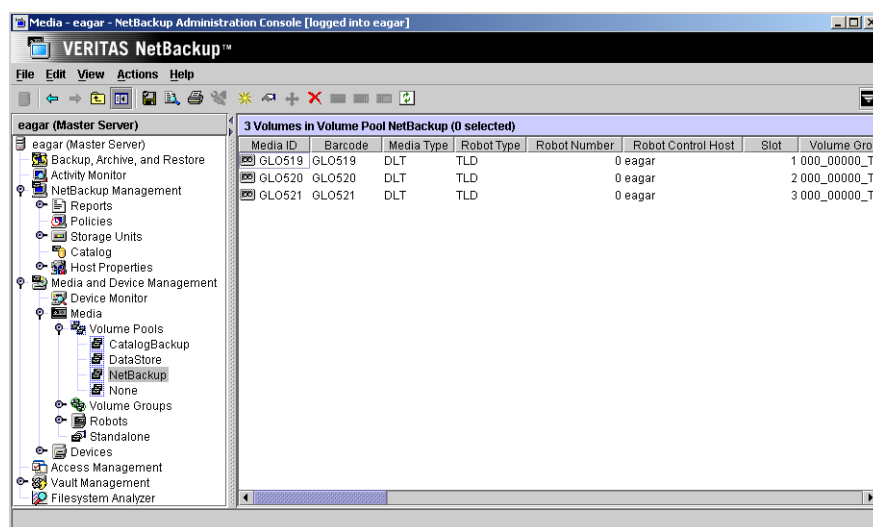 Media - eagar - NetBackup Administration Console [logged into eagar]
VERITAS NetBackup™
File Edit View Actions Help
eagar (Master Server)
3 Volumes in Volume Pool NetBackup (0 selected)
eagar (Master Server)
Backup, Archive, and Restore
Activity Monitor
NetBackup Management
Reports
Policies
Storage Units
Catalog
Host Properties
Media and Device Management
Device Monitor
Media
Volume Pools
CatalogBackup
DataStore
NetBackup
None
Volume Groups
Robots
Standalone
Devices
Access Management
Vault Management
Filesystem Analyzer
Media ID Barcode Media Type Robot Type Robot Number Robot Control Host Slot Volume Gro
GLO519 GLO519 DLT TLD 0 eagar 1 000_00000_T
GLO520 GLO520 DLT TLD 0 eagar 2 000_00000_T
GLO521 GLO521 DLT TLD 0 eagar 3 000_00000_T